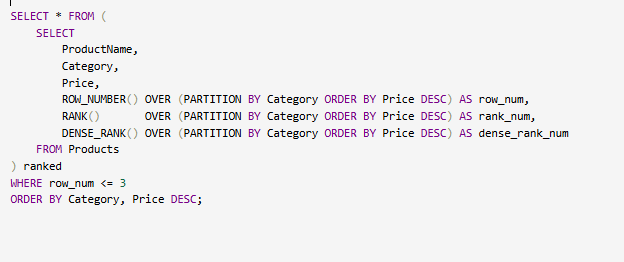 SELECT * FROM (
    SELECT
        ProductName,
        Category,
        Price,
        ROW_NUMBER() OVER (PARTITION BY Category ORDER BY Price DESC) AS row_num,
        RANK()       OVER (PARTITION BY Category ORDER BY Price DESC) AS rank_num,
        DENSE_RANK() OVER (PARTITION BY Category ORDER BY Price DESC) AS dense_rank_num
    FROM Products
) ranked
WHERE row_num <= 3
ORDER BY Category, Price DESC;